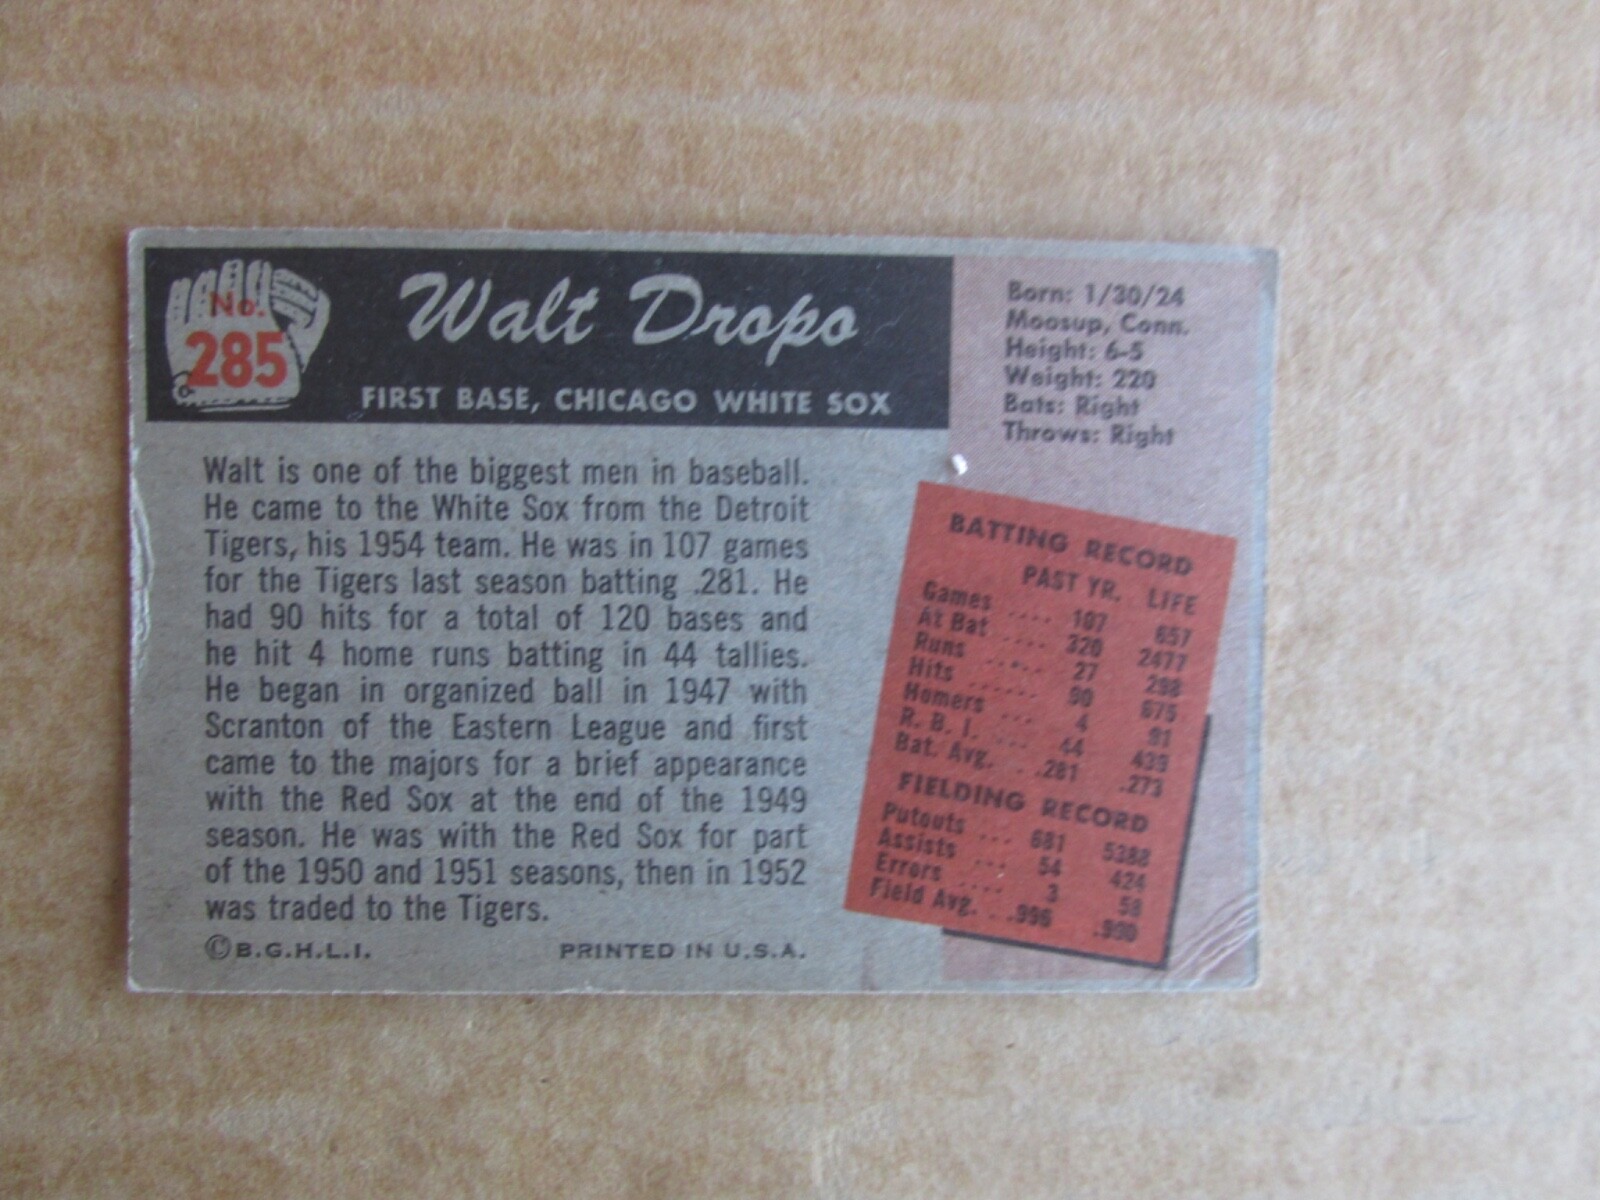 No.
285
Walt Dropo
FIRST BASE, CHICAGO WHITE SOX
Born: 1/30/24
Moosup, Conn.
Height: 6-5
Weight: 220
Bats: Right
Throws: Right
Walt is one of the biggest men in baseball.
He came to the White Sox from the Detroit
Tigers, his 1954 team. He was in 107 games
for the Tigers last season batting .281. He
had 90 hits for a total of 120 bases and
he hit 4 home runs batting in 44 tallies.
He began in organized ball in 1947 with
Scranton of the Eastern League and first
came to the majors for a brief appearance
with the Red Sox at the end of the 1949
season. He was with the Red Sox for part
of the 1950 and 1951 seasons, then in 1952
was traded to the Tigers.
©B.G.H.L.I. PRINTED IN U.S.A.
BATTING RECORD
PAST YR. LIFE
Games .... 107 657
At Bat .... 320 2477
Runs ..... 27 298
Hits ...... 90 675
Homers ... 4 91
R. B. I. ... 44 439
Bat. Avg. . .281 .273
FIELDING RECORD
Putouts ... 681 5388
Assists ... 54 424
Errors .... 3 58
Field Avg. . .996 .990